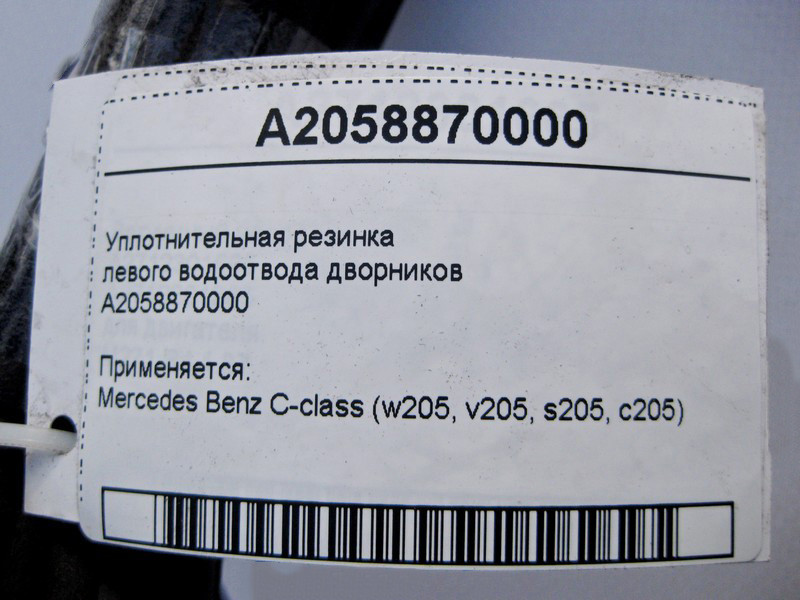 A2058870000
Уплотнительная резинка
левого водоотвода дворников
A2058870000
Применяется:
Mercedes Benz C-class (w205, v205, s205, c205)